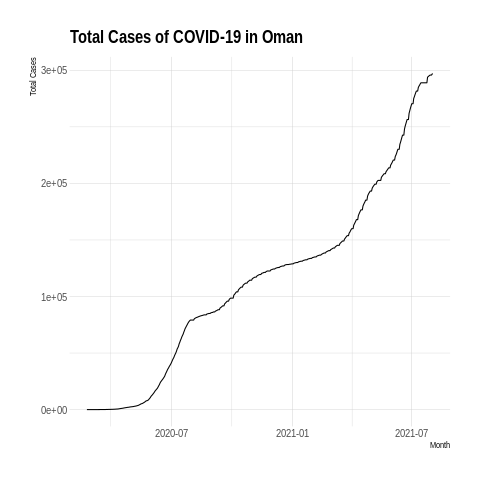 Total Cases of COVID-19 in Oman
Total Cases
3e+05
2e+05
1e+05
0e+00
2020-07
2021-01
2021-07
Month